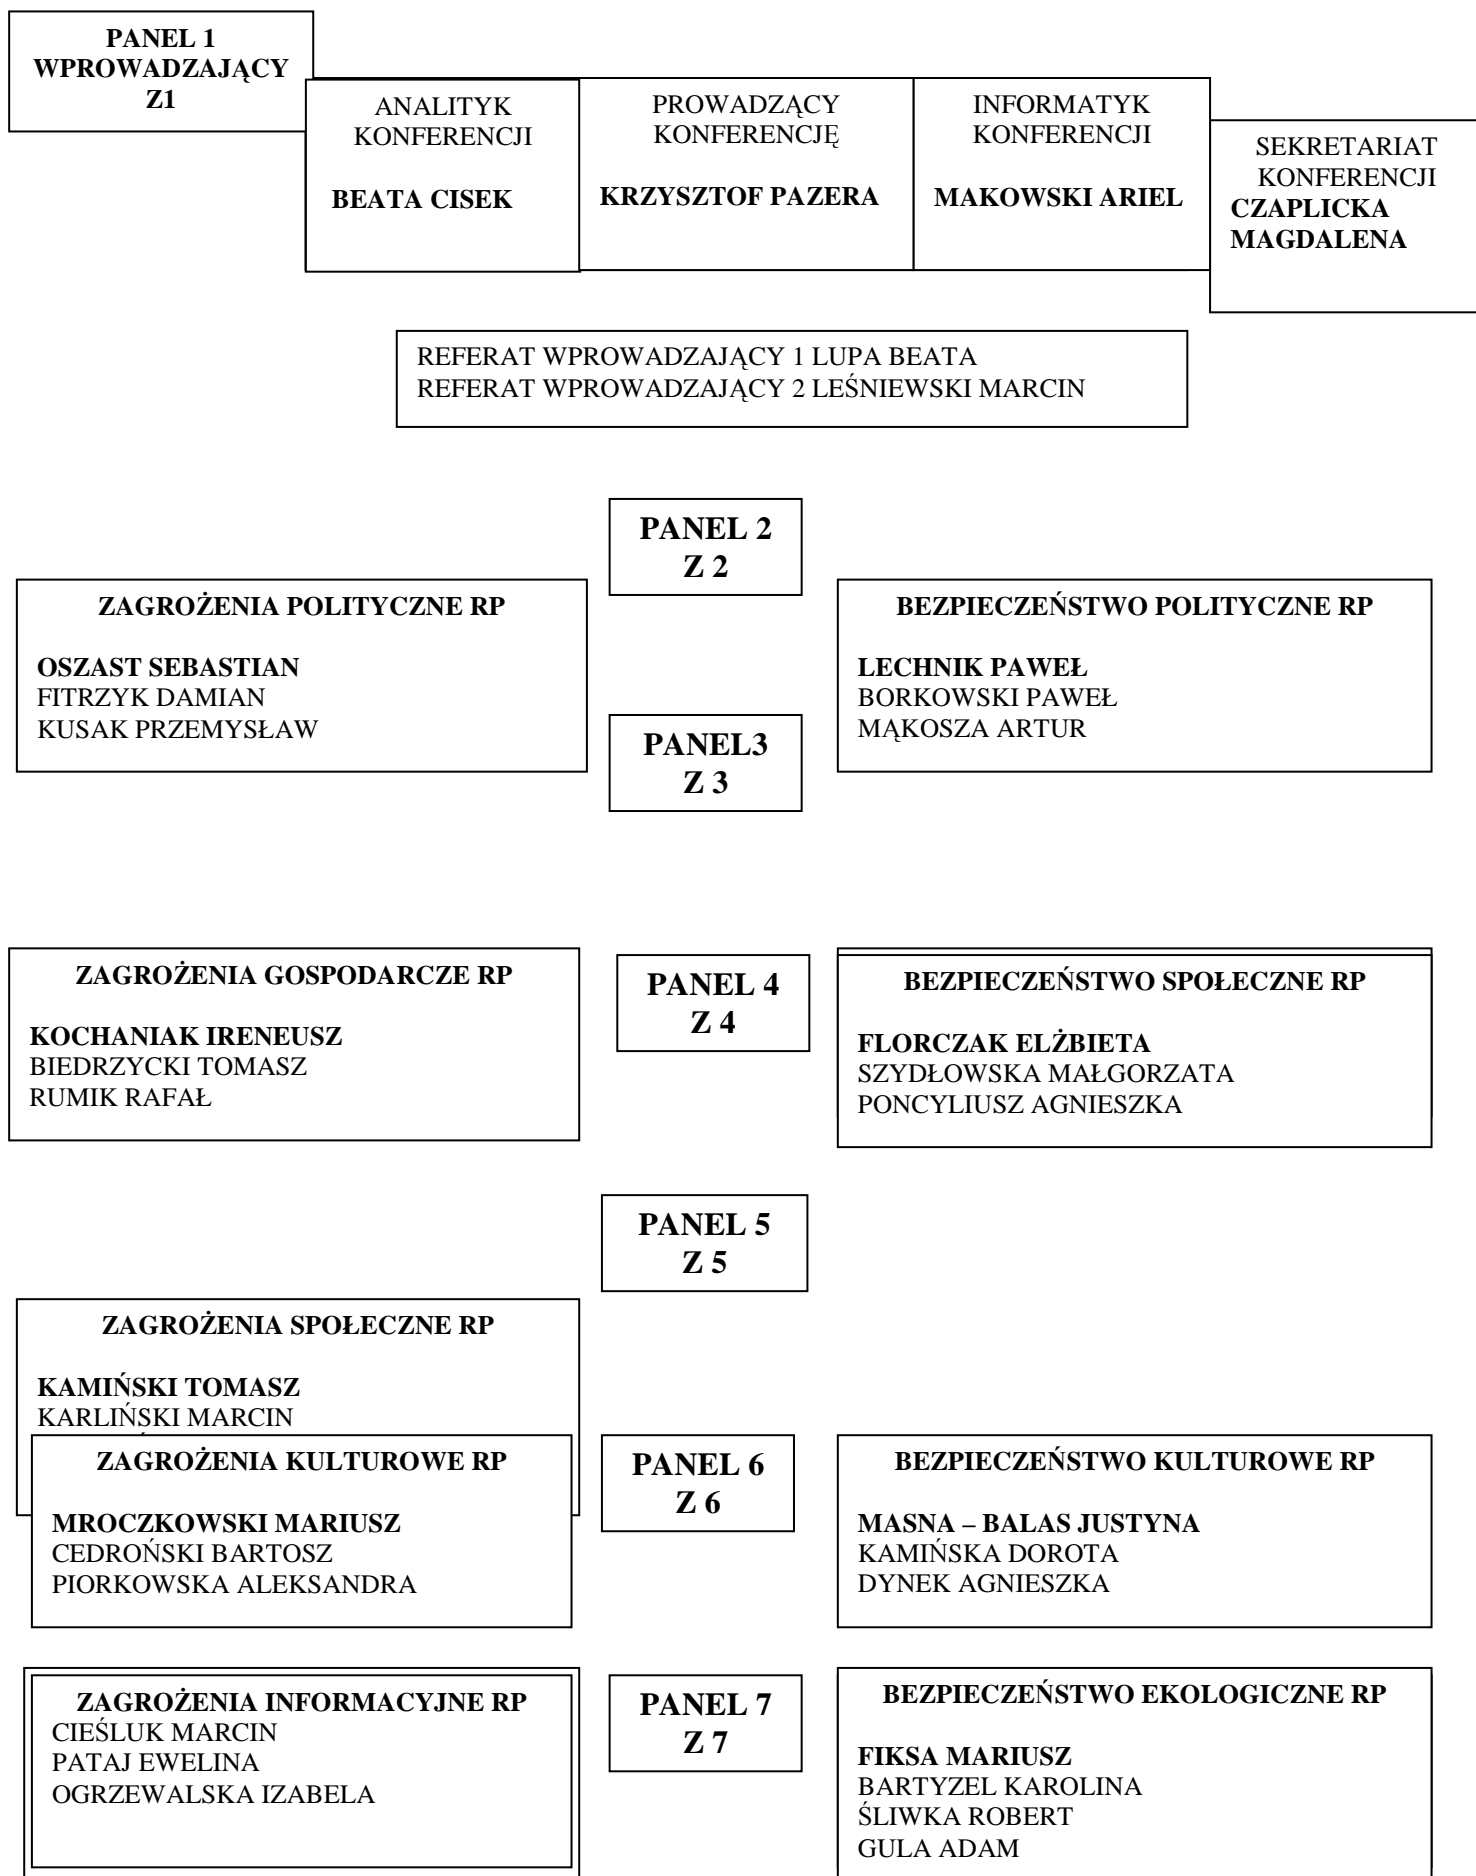 PANEL 1
WPROWADZAJĄCY
Z1
ANALITYK
KONFERENCJI
BEATA CISEK
PROWADZĄCY
KONFERENCJĘ
KRZYSZTOF PAZERA
INFORMATYK
KONFERENCJI
MAKOWSKI ARIEL
SEKRETARIAT
KONFERENCJI
CZAPLICKA
MAGDALENA
REFERAT WPROWADZAJĄCY 1 LUPA BEATA
REFERAT WPROWADZAJĄCY 2 LEŚNIEWSKI MARCIN
PANEL 2
Z 2
ZAGROŻENIA POLITYCZNE RP
OSZAST SEBASTIAN
FITRZYK DAMIAN
KUSAK PRZEMYSŁAW
BEZPIECZEŃSTWO POLITYCZNE RP
LECHNIK PAWEŁ
BORKOWSKI PAWEŁ
MĄKOSZA ARTUR
PANEL3
Z 3
ZAGROŻENIA GOSPODARCZE RP
KOCHANIAK IRENEUSZ
BIEDRZYCKI TOMASZ
RUMIK RAFAŁ
PANEL 4
Z 4
BEZPIECZEŃSTWO SPOŁECZNE RP
FLORCZAK ELŻBIETA
SZYDŁOWSKA MAŁGORZATA
PONCYLIUSZ AGNIESZKA
PANEL 5
Z 5
ZAGROŻENIA SPOŁECZNE RP
KAMIŃSKI TOMASZ
KARLIŃSKI MARCIN
ZAGROŻENIA KULTUROWE RP
MROCZKOWSKI MARIUSZ
CEDROŃSKI BARTOSZ
PIORKOWSKA ALEKSANDRA
PANEL 6
Z 6
BEZPIECZEŃSTWO KULTUROWE RP
MASNA – BALAS JUSTYNA
KAMIŃSKA DOROTA
DYNEK AGNIESZKA
ZAGROŻENIA INFORMACYJNE RP
CIEŚLUK MARCIN
PATAJ EWELINA
OGRZEWALSKA IZABELA
PANEL 7
Z 7
BEZPIECZEŃSTWO EKOLOGICZNE RP
FIKSA MARIUSZ
BARTYZEL KAROLINA
ŚLIWKA ROBERT
GULA ADAM